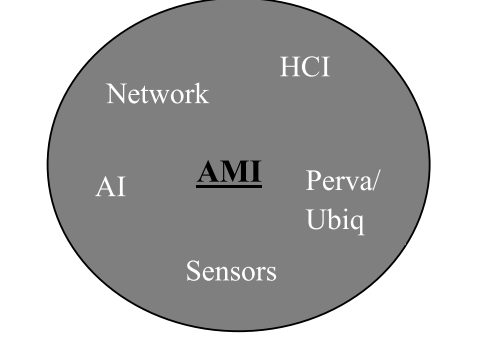 HCI
Network
AMI
AI
Perva/
Ubiq
Sensors